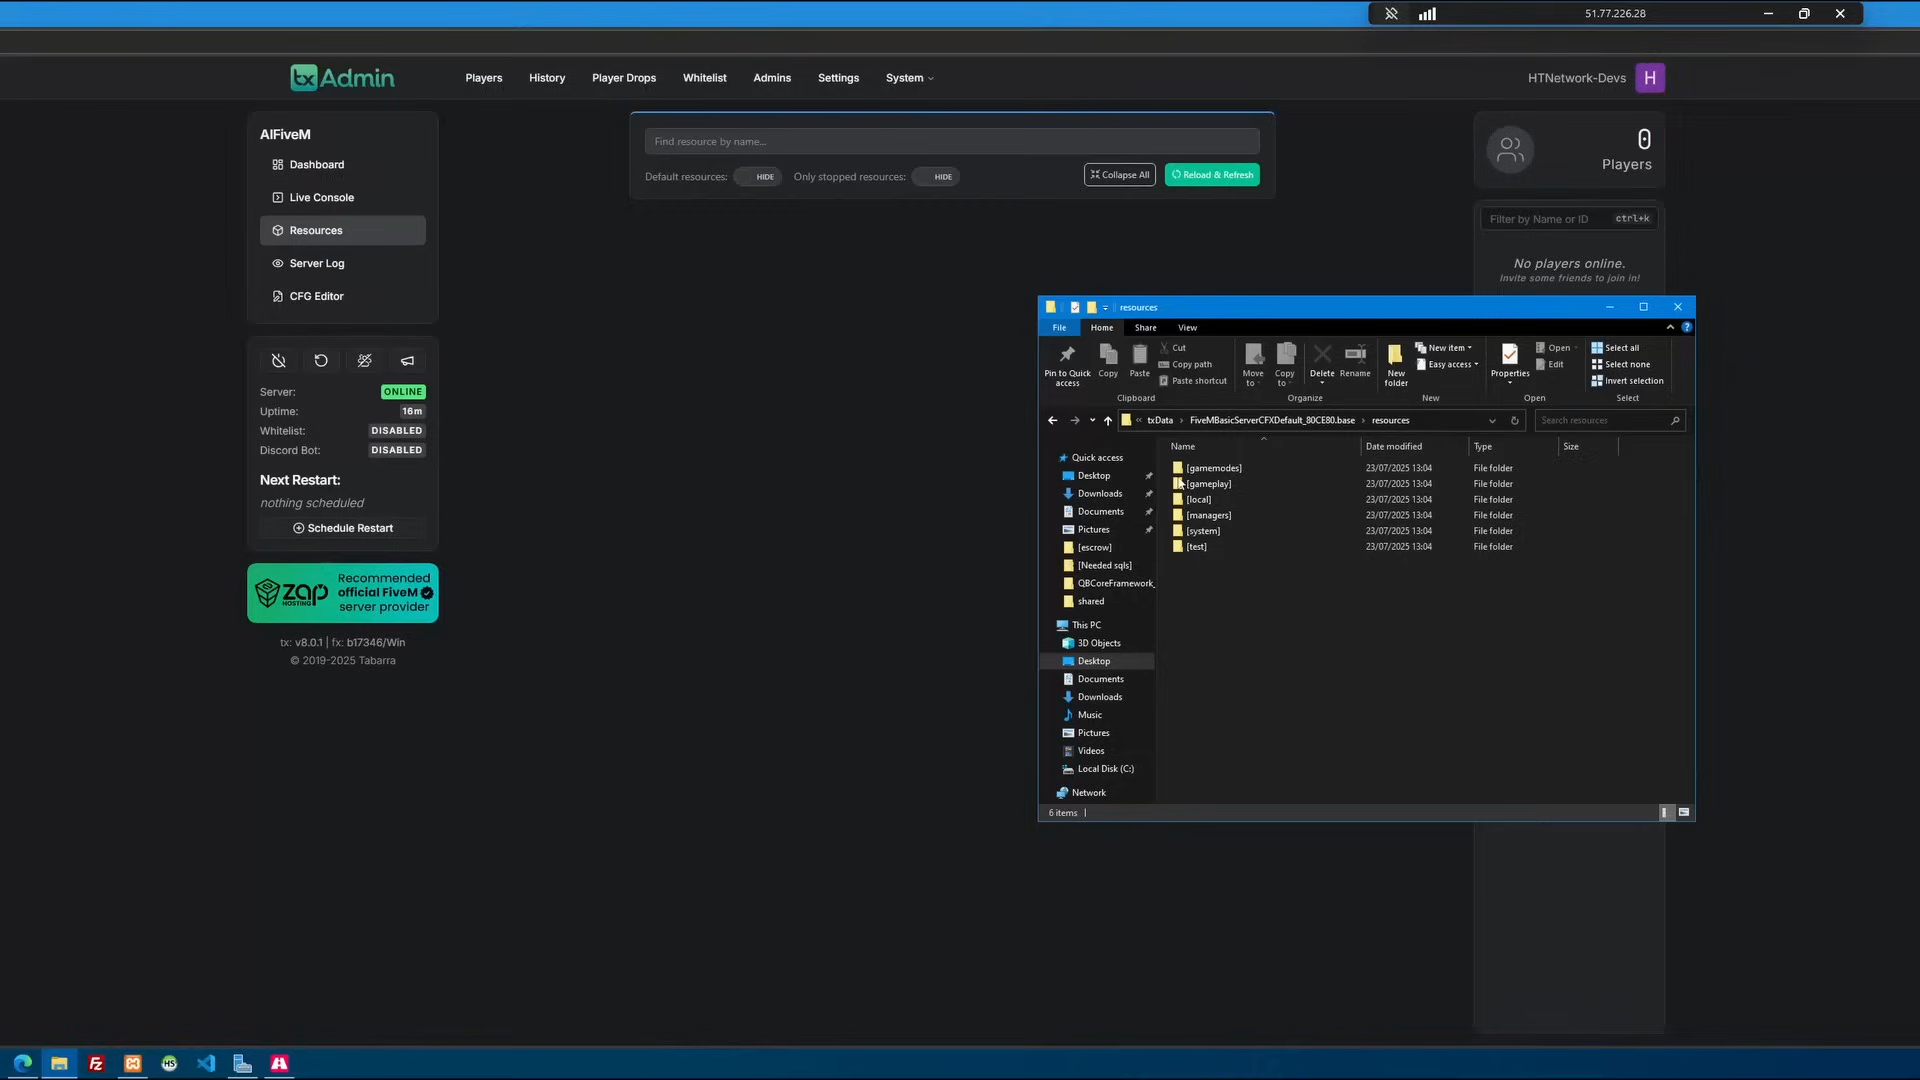 51.77.226.28
txAdmin
Players
History
Player Drops
Whitelist
Admins
Settings
System
HTNetwork-Devs
H
AIFiveM
Dashboard
Live Console
Resources
Server Log
CFG Editor
Server: ONLINE
Uptime: 16m
Whitelist: DISABLED
Discord Bot: DISABLED
Next Restart:
nothing scheduled
Schedule Restart
ZAP HOSTING
Recommended
official FiveM
server provider
tx: v8.0.1 | fx: b17346/Win
© 2019-2025 Tabarra
Find resource by name...
Default resources: HIDE
Only stopped resources: HIDE
Collapse All
Reload & Refresh
0
Players
Filter by Name or ID ctrl+k
No players online.
Invite some friends to join in!
resources
File
Home
Share
View
Pin to Quick access
Copy
Paste
Cut
Copy path
Paste shortcut
Clipboard
Move to
Copy to
Delete
Rename
Organize
New folder
New item
Easy access
New
Properties
Open
Edit
Open
Select all
Select none
Invert selection
Select
« txData > FiveMBasicServerCFXDefault_80CE80.base > resources
Search resources
Name Date modified Type Size
[gamemodes] 23/07/2025 13:04 File folder
[gameplay] 23/07/2025 13:04 File folder
[local] 23/07/2025 13:04 File folder
[managers] 23/07/2025 13:04 File folder
[system] 23/07/2025 13:04 File folder
[test] 23/07/2025 13:04 File folder
Quick access
Desktop
Downloads
Documents
Pictures
[escrow]
[Needed sqls]
QBCoreFramework_
shared
This PC
3D Objects
Desktop
Documents
Downloads
Music
Pictures
Videos
Local Disk (C:)
Network
6 items